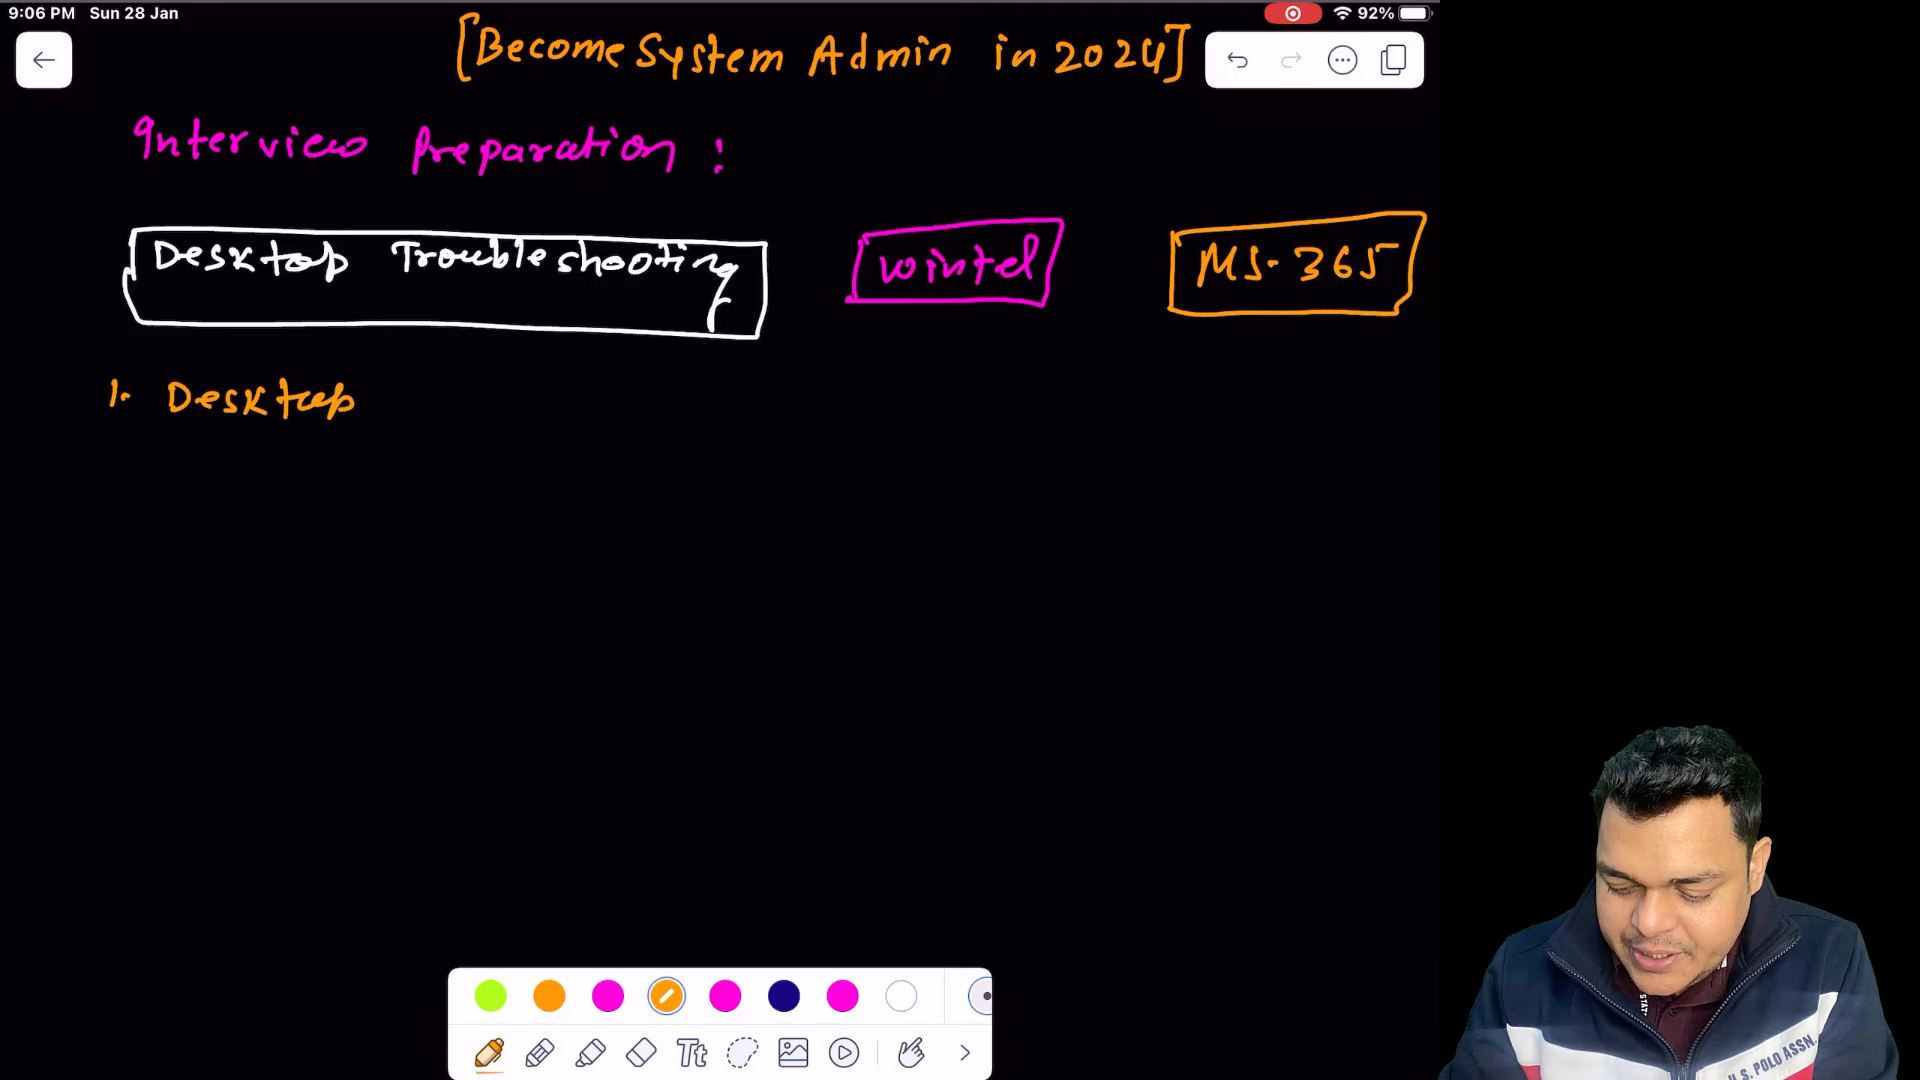 9:06 PM Sun 28 Jan
92%
[Become System Admin in 2024]
Interview Preparation :
Desktop Troubleshooting
Wintel
MS-365
1. Desktop
Tt
U.S. POLO ASSN.